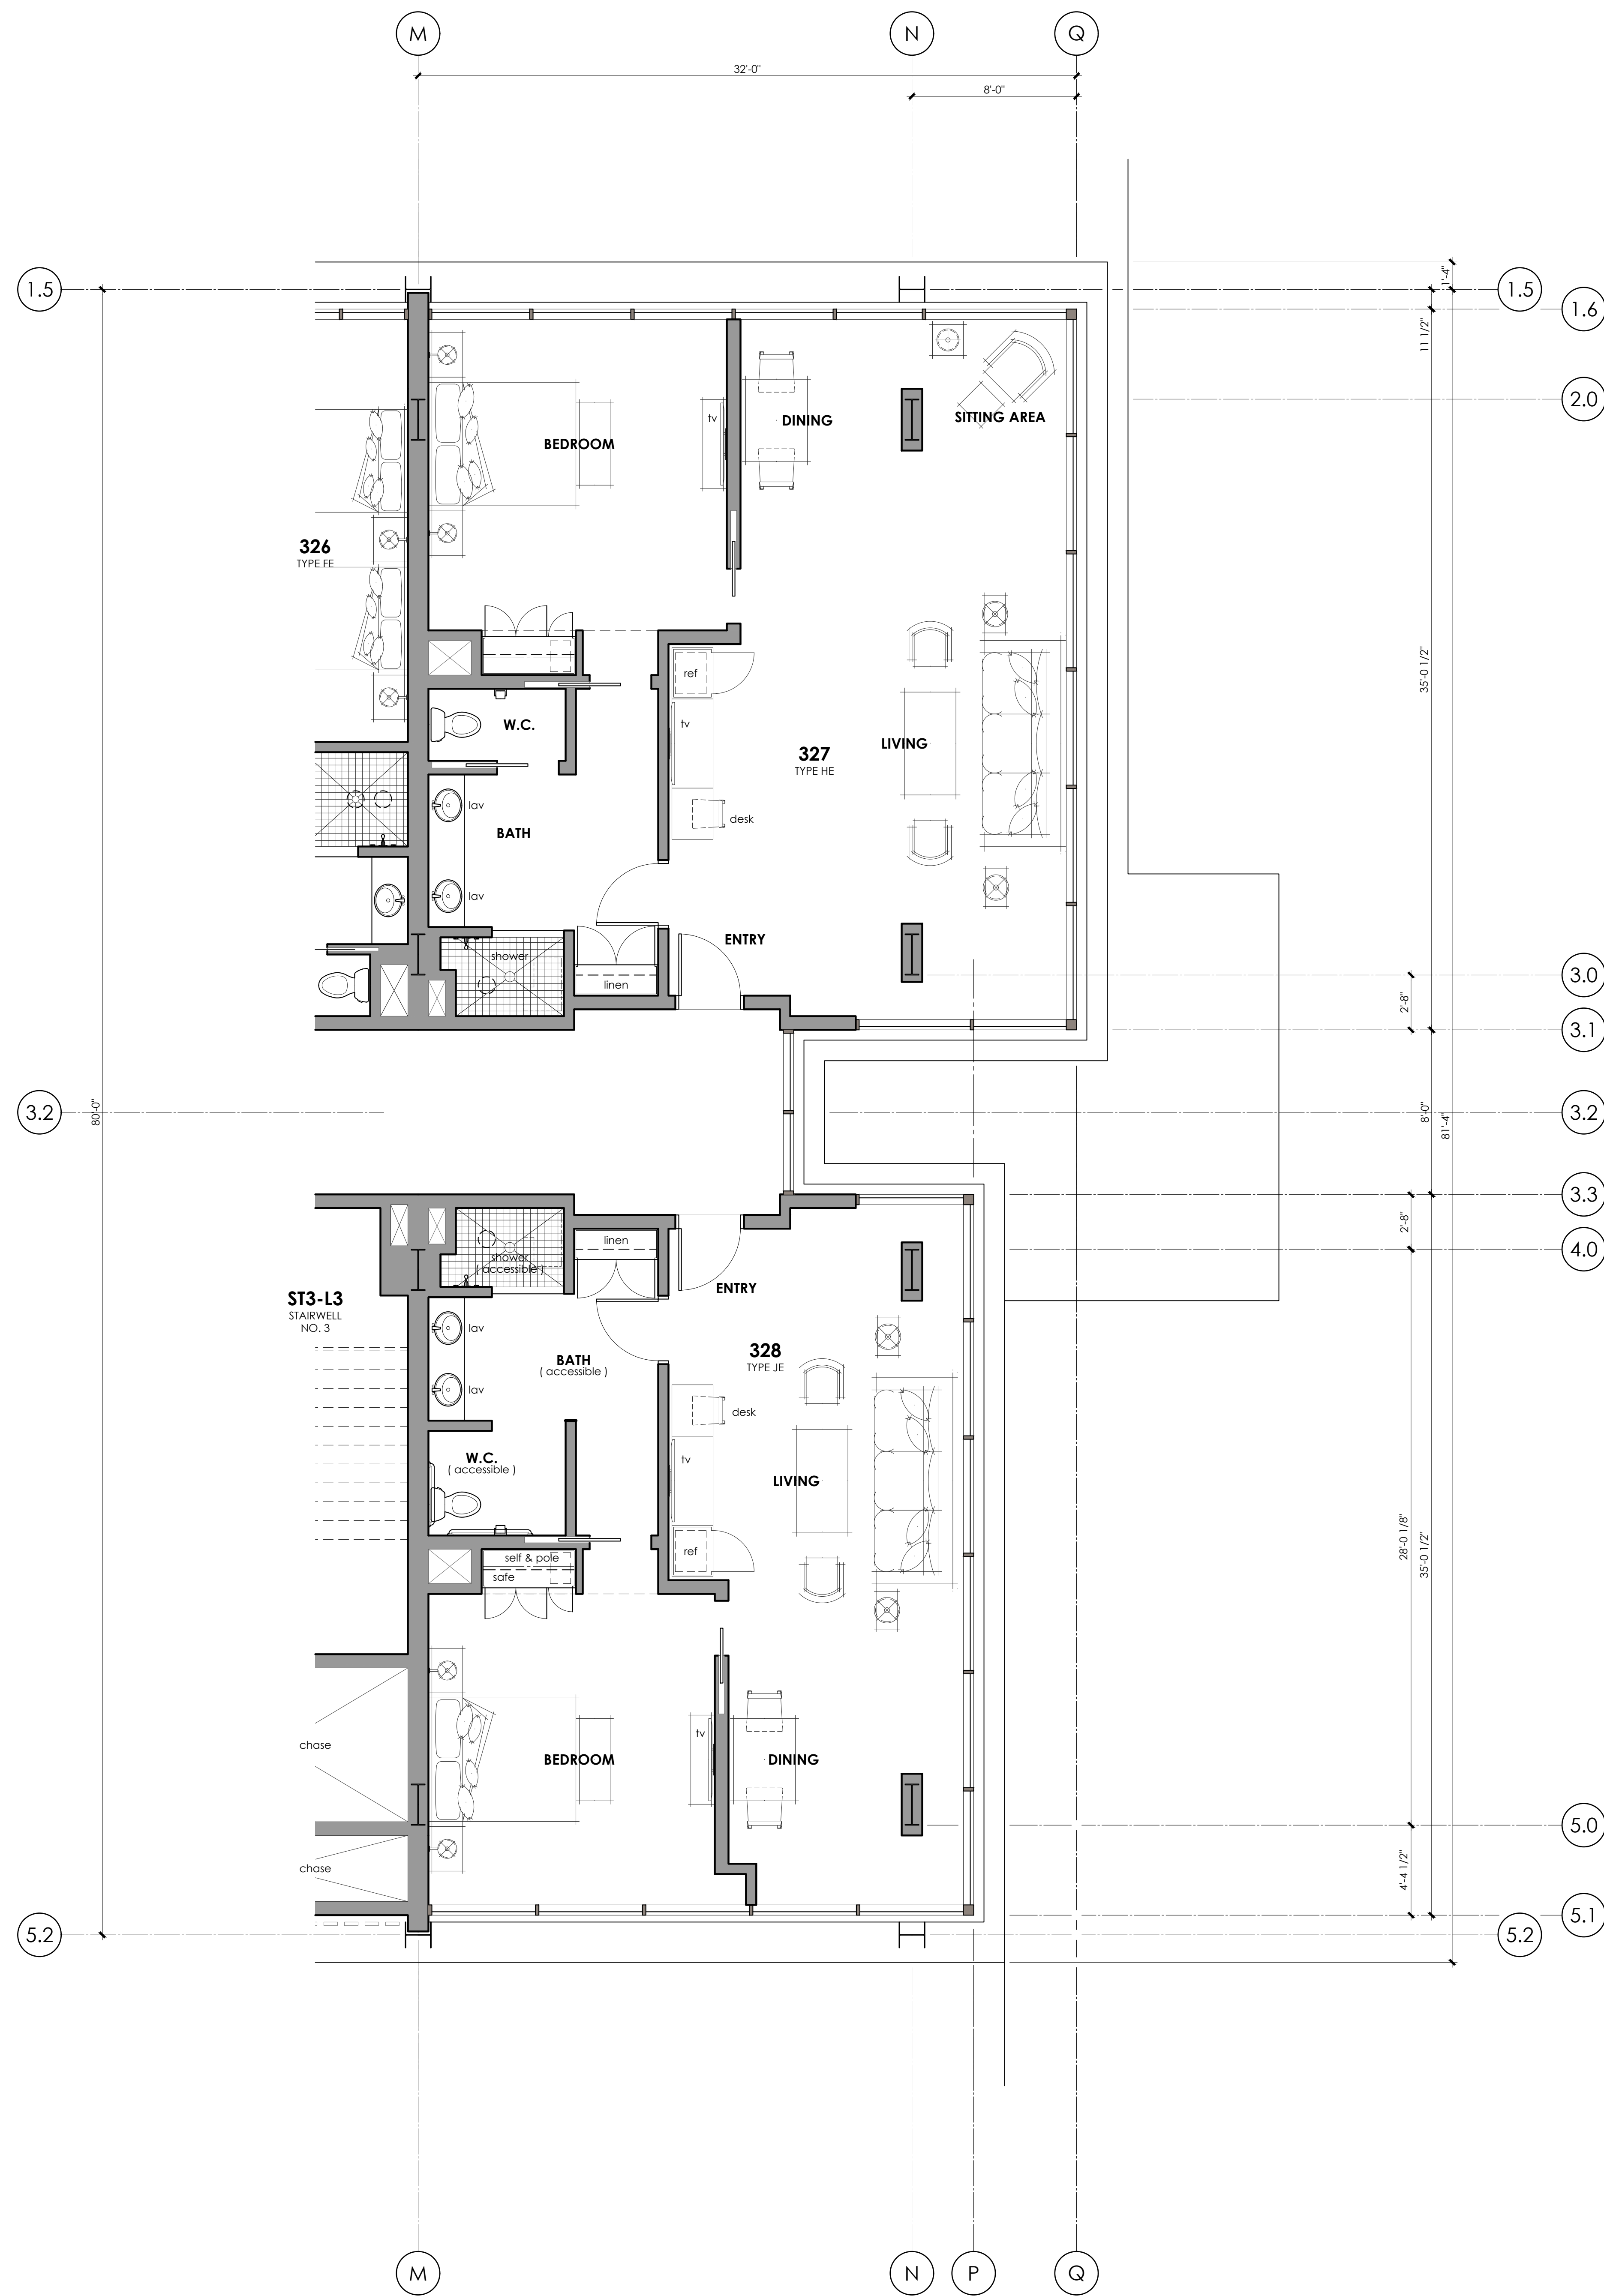 M
N
Q
32'-0"
8'-0"
1'-4"
1.5
1.5
1.6
11 1/2"
2.0
tv
DINING
SITTING AREA
BEDROOM
326
TYPE FE
ref
35'-0 1/2"
tv
W.C.
327
TYPE HE
LIVING
lav
desk
BATH
lav
ENTRY
shower
linen
3.0
2'-8"
3.1
3.2
80'-0"
8'-0"
81'-4"
3.2
3.3
2'-8"
4.0
linen
shower
( accessible )
ENTRY
ST3-L3
STAIRWELL
NO. 3
lav
328
TYPE JE
BATH
( accessible )
lav
desk
W.C.
( accessible )
tv
LIVING
ref
self & pole
safe
28'-0 1/8"
35'-0 1/2"
tv
chase
BEDROOM
DINING
5.0
chase
4'-4 1/2"
5.1
5.2
5.2
M
N
P
Q